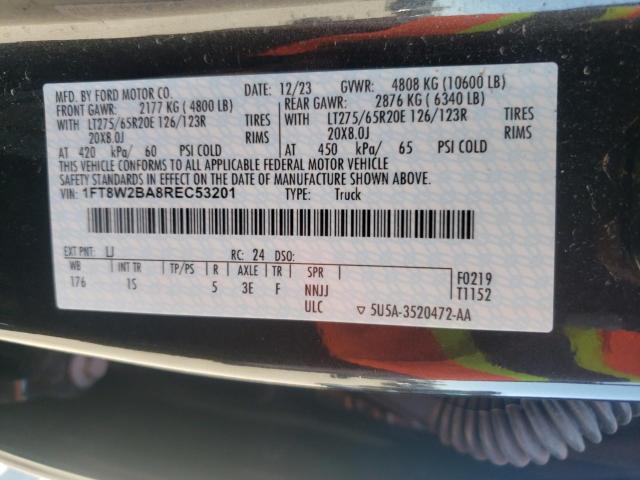 MFD. BY FORD MOTOR CO. DATE: 12/23 GVWR: 4808 KG (10600 LB)
FRONT GAWR: 2177 KG (4800 LB) REAR GAWR: 2876 KG (6340 LB)
WITH LT275/65R20E 126/123R TIRES WITH LT275/65R20E 126/123R TIRES
20X8.0J RIMS 20X8.0J RIMS
AT 420 kPa/ 60 PSI COLD AT 450 kPa/ 65 PSI COLD
THIS VEHICLE CONFORMS TO ALL APPLICABLE FEDERAL MOTOR VEHICLE
SAFETY STANDARDS IN EFFECT ON THE DATE OF MANUFACTURE SHOWN ABOVE.
VIN: 1FT8W2BA8REC53201 TYPE: Truck
EXT PNT: UJ RC: 24 DSO:
WB INT TR TP/PS R AXLE TR SPR F0219
176 1S 5 3E F NNJJ T1152
ULC ▽ 5U5A-3520472-AA